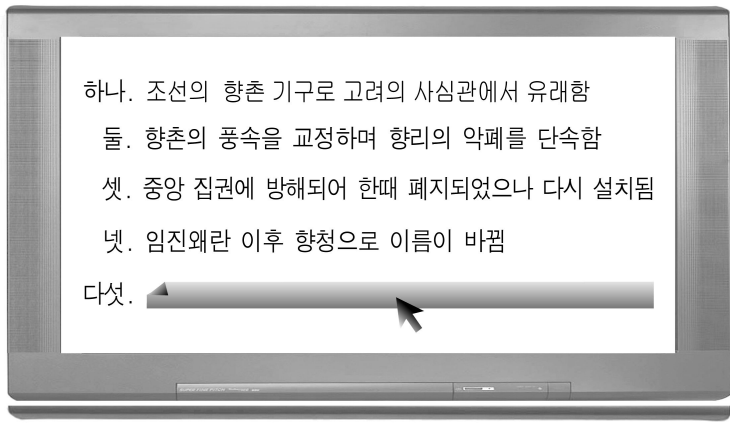 하나. 조선의 향촌 기구로 고려의 사심관에서 유래함
둘. 향촌의 풍속을 교정하며 향리의 악폐를 단속함
셋. 중앙 집권에 방해되어 한때 폐지되었으나 다시 설치됨
넷. 임진왜란 이후 향청으로 이름이 바뀜
다섯.